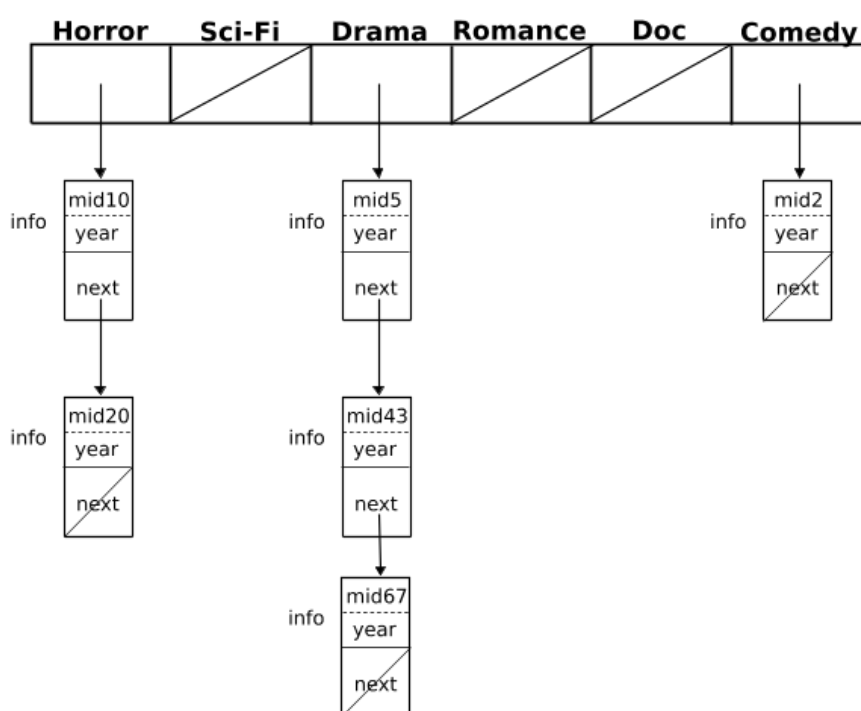 Horror Sci-Fi Drama Romance Doc Comedy
mid10 mid5 mid2
info info info
year year year
next next next
mid20 mid43
info info
year year
next next
mid67
info
year
next